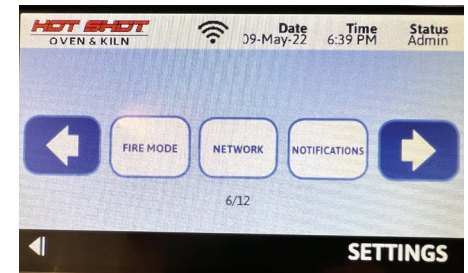 HOT SHOT
OVEN & KILN
Date
09-May-22
Time
6:39 PM
Status
Admin
FIRE MODE
NETWORK
NOTIFICATIONS
6/12
SETTINGS